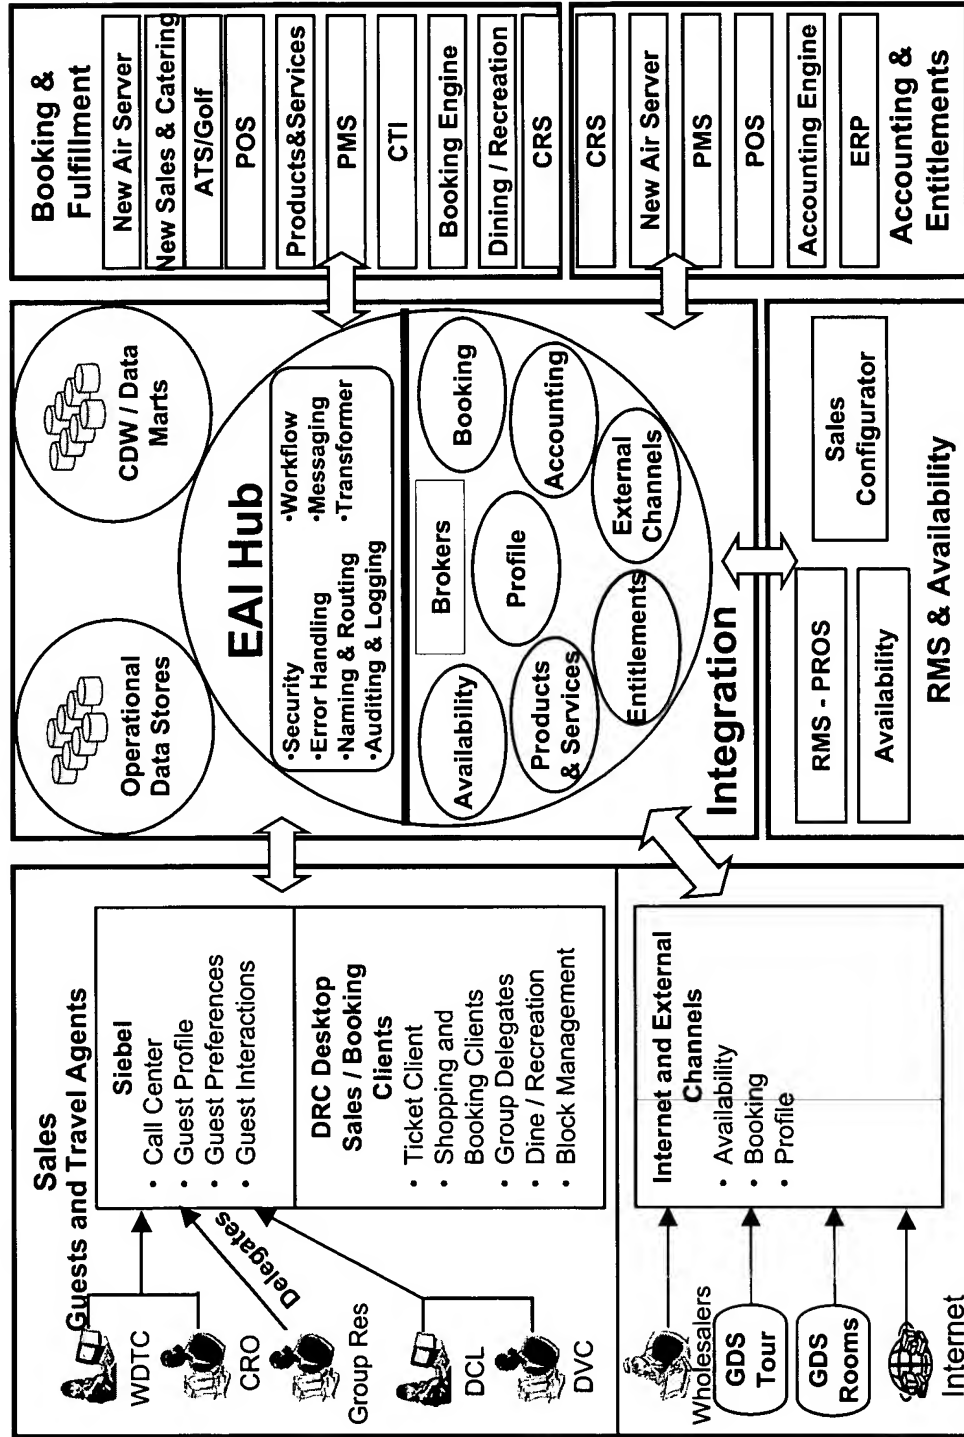 Sales
Guests and Travel Agents
WDTC
CRO
Group Res
DCL
DVC
Delegates
Siebel
• Call Center
• Guest Profile
• Guest Preferences
• Guest Interactions
DRC Desktop
Sales / Booking
Clients
• Ticket Client
• Shopping and
Booking Clients
• Group Delegates
• Dine / Recreation
• Block Management
Wholesalers
GDS
Tour
GDS
Rooms
Internet
Internet and External
Channels
• Availability
• Booking
• Profile
Operational
Data Stores
CDW / Data
Marts
EAI Hub
•Security
•Error Handling
•Naming & Routing
•Auditing & Logging
•Workflow
•Messaging
•Transformer
Brokers
Availability
Profile
Booking
Products
& Services
Accounting
Entitlements
External
Channels
Integration
RMS - PROS
Availability
Sales
Configurator
RMS & Availability
Booking &
Fulfillment
New Air Server
New Sales & Catering
ATS/Golf
POS
Products&Services
PMS
CTI
Booking Engine
Dining / Recreation
CRS
CRS
New Air Server
PMS
POS
Accounting Engine
ERP
Accounting &
Entitlements